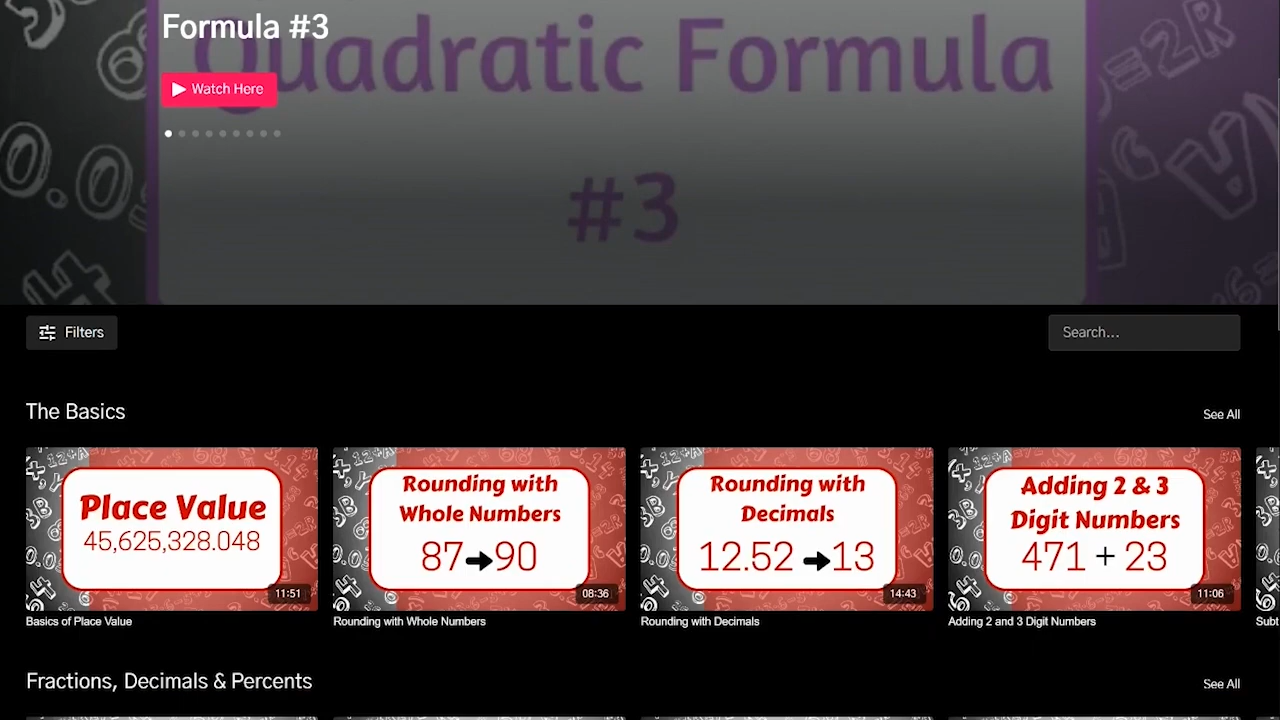 Formula #3
Quadratic Formula
Watch Here
#3
Filters
Search...
The Basics
See All
Place Value
45,625,328.048
11:51
Rounding with
Whole Numbers
87➔90
08:36
Rounding with
Decimals
12.52 ➔13
14:43
Adding 2 & 3
Digit Numbers
471 + 23
11:06
Basics of Place Value
Rounding with Whole Numbers
Rounding with Decimals
Adding 2 and 3 Digit Numbers
Subt
Fractions, Decimals & Percents
See All